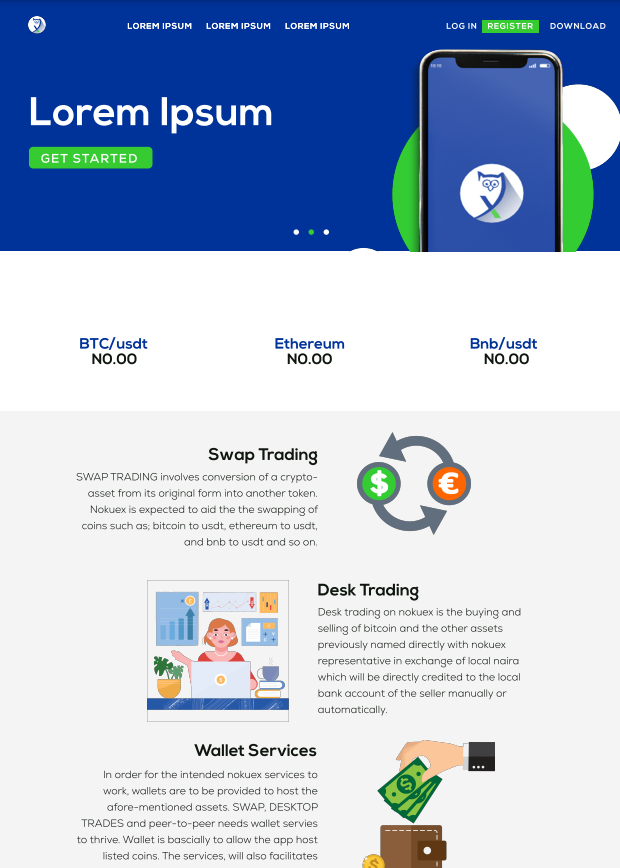 LOREM IPSUM LOREM IPSUM LOREM IPSUM LOG IN REGISTER DOWNLOAD
Lorem Ipsum
GET STARTED
BTC/usdt Ethereum Bnb/usdt
N0.00 N0.00 N0.00
Swap Trading
SWAP TRADING involves conversion of a crypto-
asset from its original form into another token.
Nokuex is expected to aid the the swapping of
coins such as; bitcoin to usdt, ethereum to usdt,
and bnb to usdt and so on.
$ €
Desk Trading
Desk trading on nokuex is the buying and
selling of bitcoin and the other assets
previously named directly with nokuex
representative in exchange of local naira
which will be directly credited to the local
bank account of the seller manually or
automatically.
Wallet Services
In order for the intended nokuex services to
work, wallets are to be provided to host the
afore-mentioned assets. SWAP, DESKTOP
TRADES and peer-to-peer needs wallet servies
to thrive. Wallet is bascially to allow the app host
listed coins. The services, will also facilitates